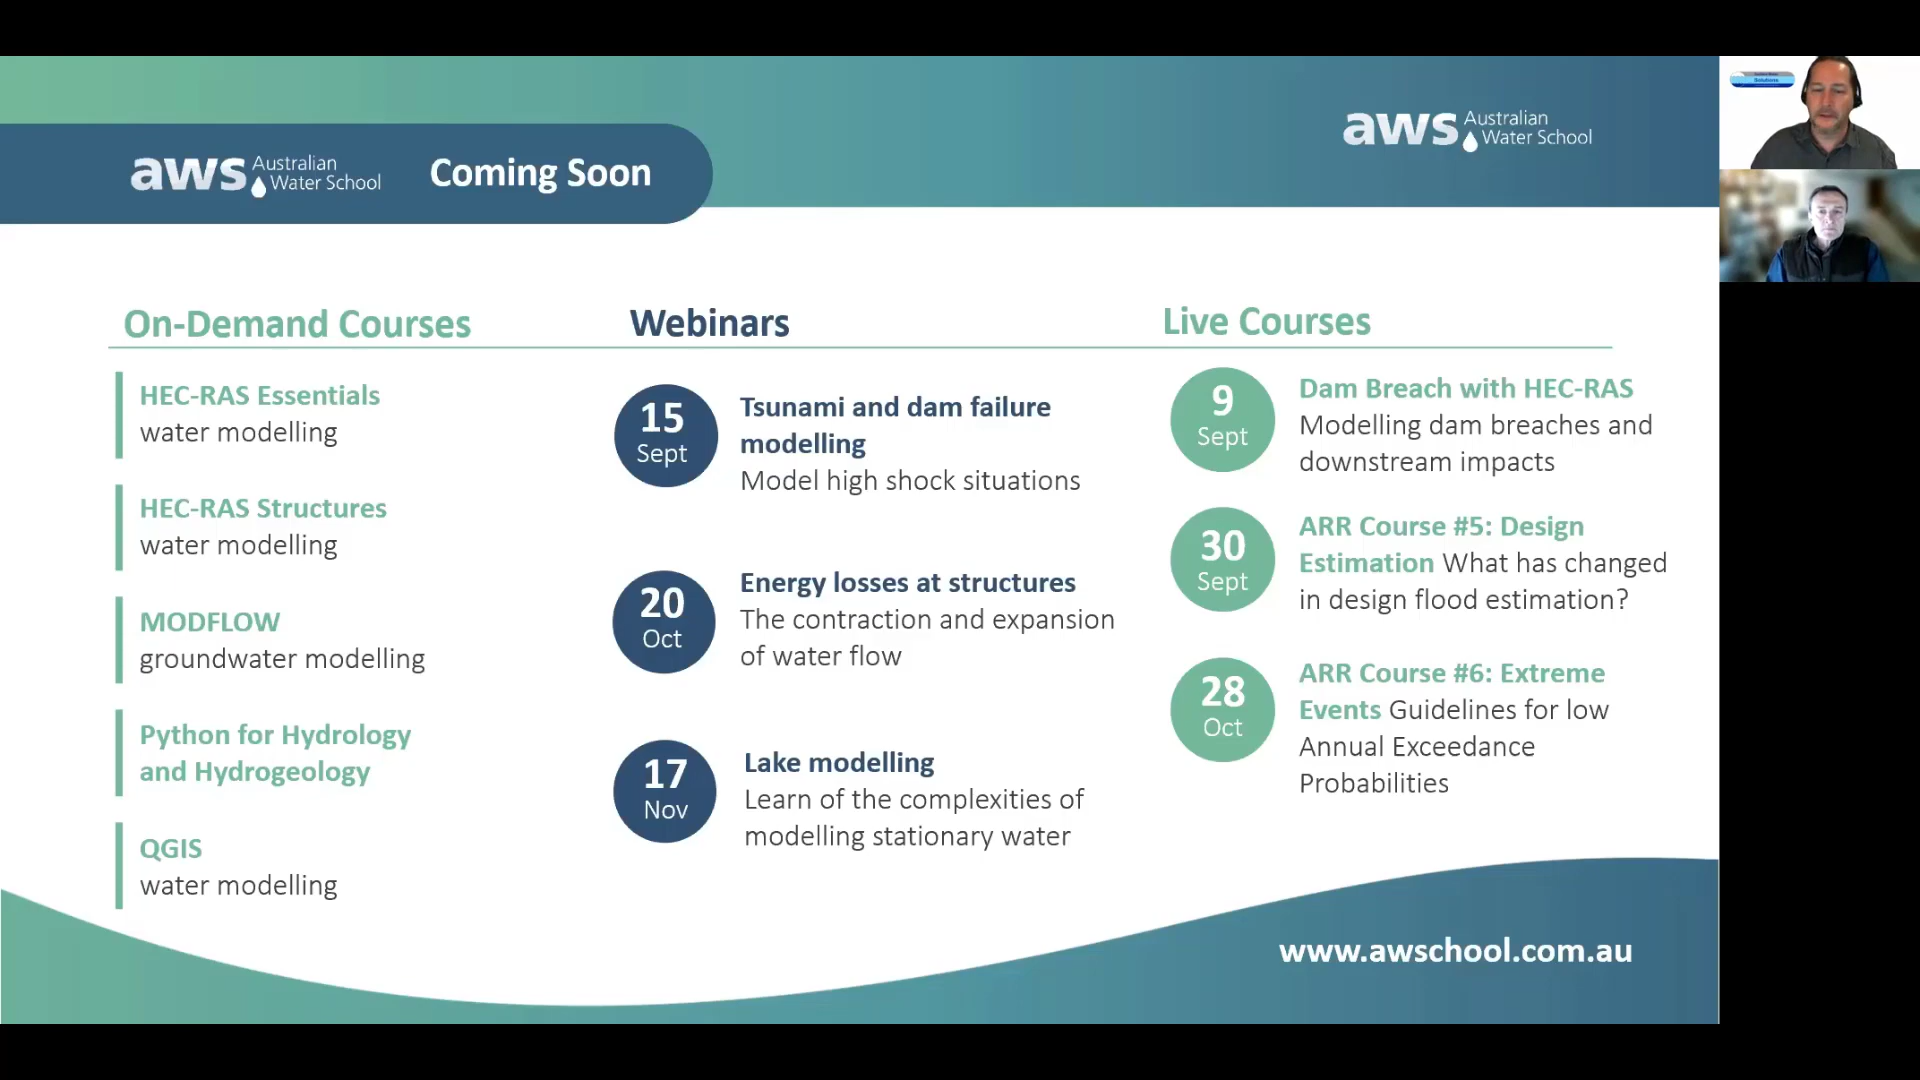 aws Australian
Water School
Coming Soon
aws Australian
Water School
On-Demand Courses
HEC-RAS Essentials
water modelling
HEC-RAS Structures
water modelling
MODFLOW
groundwater modelling
Python for Hydrology
and Hydrogeology
QGIS
water modelling
Webinars
15
Sept
Tsunami and dam failure
modelling
Model high shock situations
20
Oct
Energy losses at structures
The contraction and expansion
of water flow
17
Nov
Lake modelling
Learn of the complexities of
modelling stationary water
Live Courses
9
Sept
Dam Breach with HEC-RAS
Modelling dam breaches and
downstream impacts
30
Sept
ARR Course #5: Design
Estimation What has changed
in design flood estimation?
28
Oct
ARR Course #6: Extreme
Events Guidelines for low
Annual Exceedance
Probabilities
www.awschool.com.au
Solutions